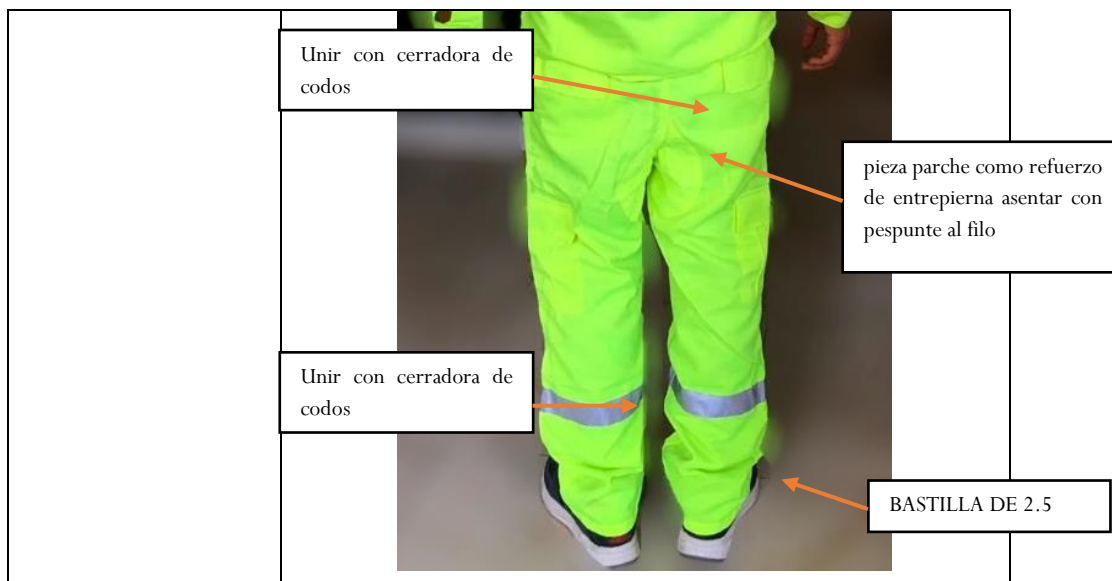 Unir con cerradora de
codos
pieza parche como refuerzo
de entrepierna asentar con
pespunte al filo
Unir con cerradora de
codos
BASTILLA DE 2.5